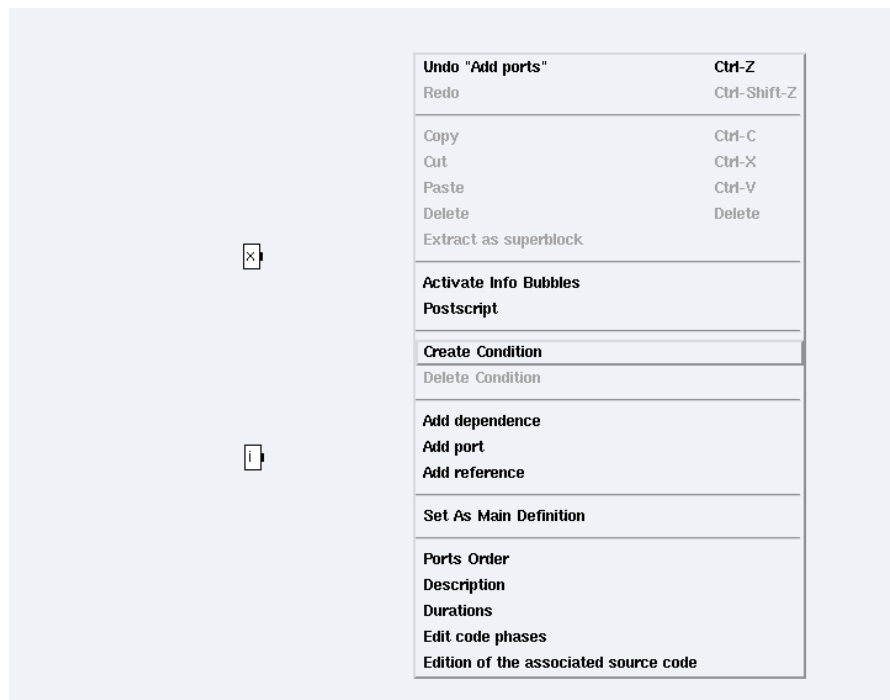 Undo "Add ports" Ctrl-Z
Redo Ctrl-Shift-Z
Copy Ctrl-C
Cut Ctrl-X
Paste Ctrl-V
Delete Delete
Extract as superblock
x
Activate Info Bubbles
Postscript
Create Condition
Delete Condition
Add dependence
Add port
i
Add reference
Set As Main Definition
Ports Order
Description
Durations
Edit code phases
Edition of the associated source code